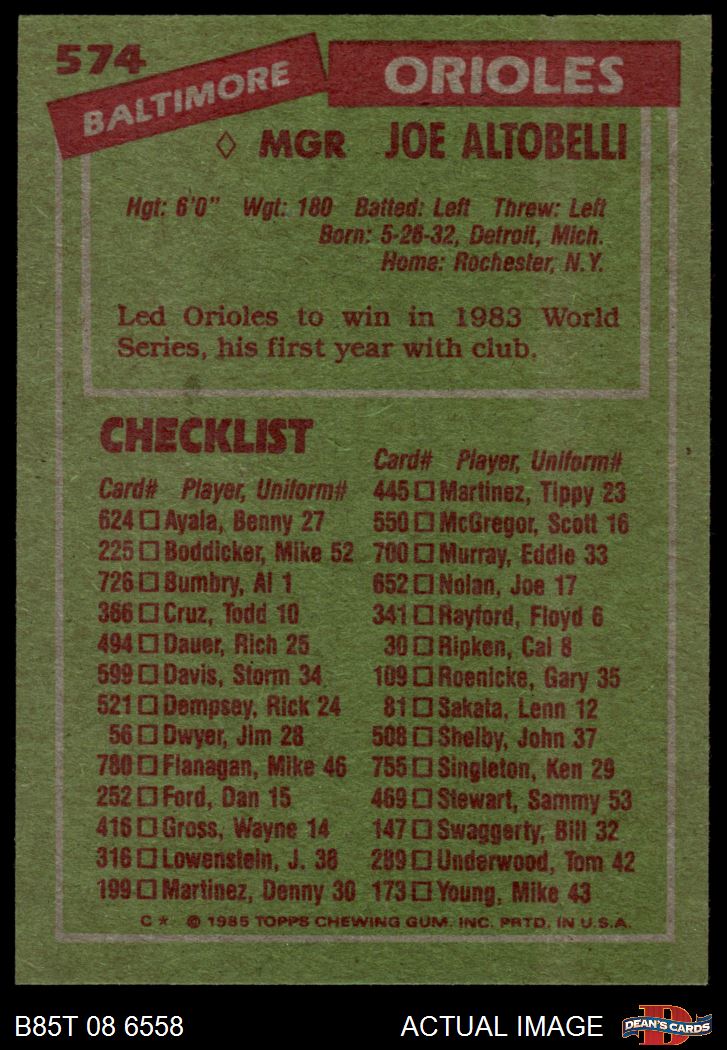 574
BALTIMORE ORIOLES
◊ MGR JOE ALTOBELLI
Hgt: 6'0" Wgt: 180 Batted: Left Threw: Left
Born: 5-26-32, Detroit, Mich.
Home: Rochester, N.Y.
Led Orioles to win in 1983 World
Series, his first year with club.
CHECKLIST
Card# Player, Uniform#
624 □ Ayala, Benny 27
225 □ Boddicker, Mike 52
726 □ Bumbry, Al 1
366 □ Cruz, Todd 10
494 □ Dauer, Rich 25
599 □ Davis, Storm 34
521 □ Dempsey, Rick 24
56 □ Dwyer, Jim 28
780 □ Flanagan, Mike 46
252 □ Ford, Dan 15
416 □ Gross, Wayne 14
316 □ Lowenstein, J. 38
199 □ Martinez, Denny 30
Card# Player, Uniform#
445 □ Martinez, Tippy 23
550 □ McGregor, Scott 16
700 □ Murray, Eddie 33
652 □ Nolan, Joe 17
341 □ Rayford, Floyd 6
30 □ Ripken, Cal 8
109 □ Roenicke, Gary 35
81 □ Sakata, Lenn 12
508 □ Shelby, John 37
755 □ Singleton, Ken 29
469 □ Stewart, Sammy 53
147 □ Swaggerty, Bill 32
289 □ Underwood, Tom 42
173 □ Young, Mike 43
C * © 1985 TOPPS CHEWING GUM, INC. PRTD. IN U.S.A.
B85T 08 6558
ACTUAL IMAGE
D
DEAN'S CARDS